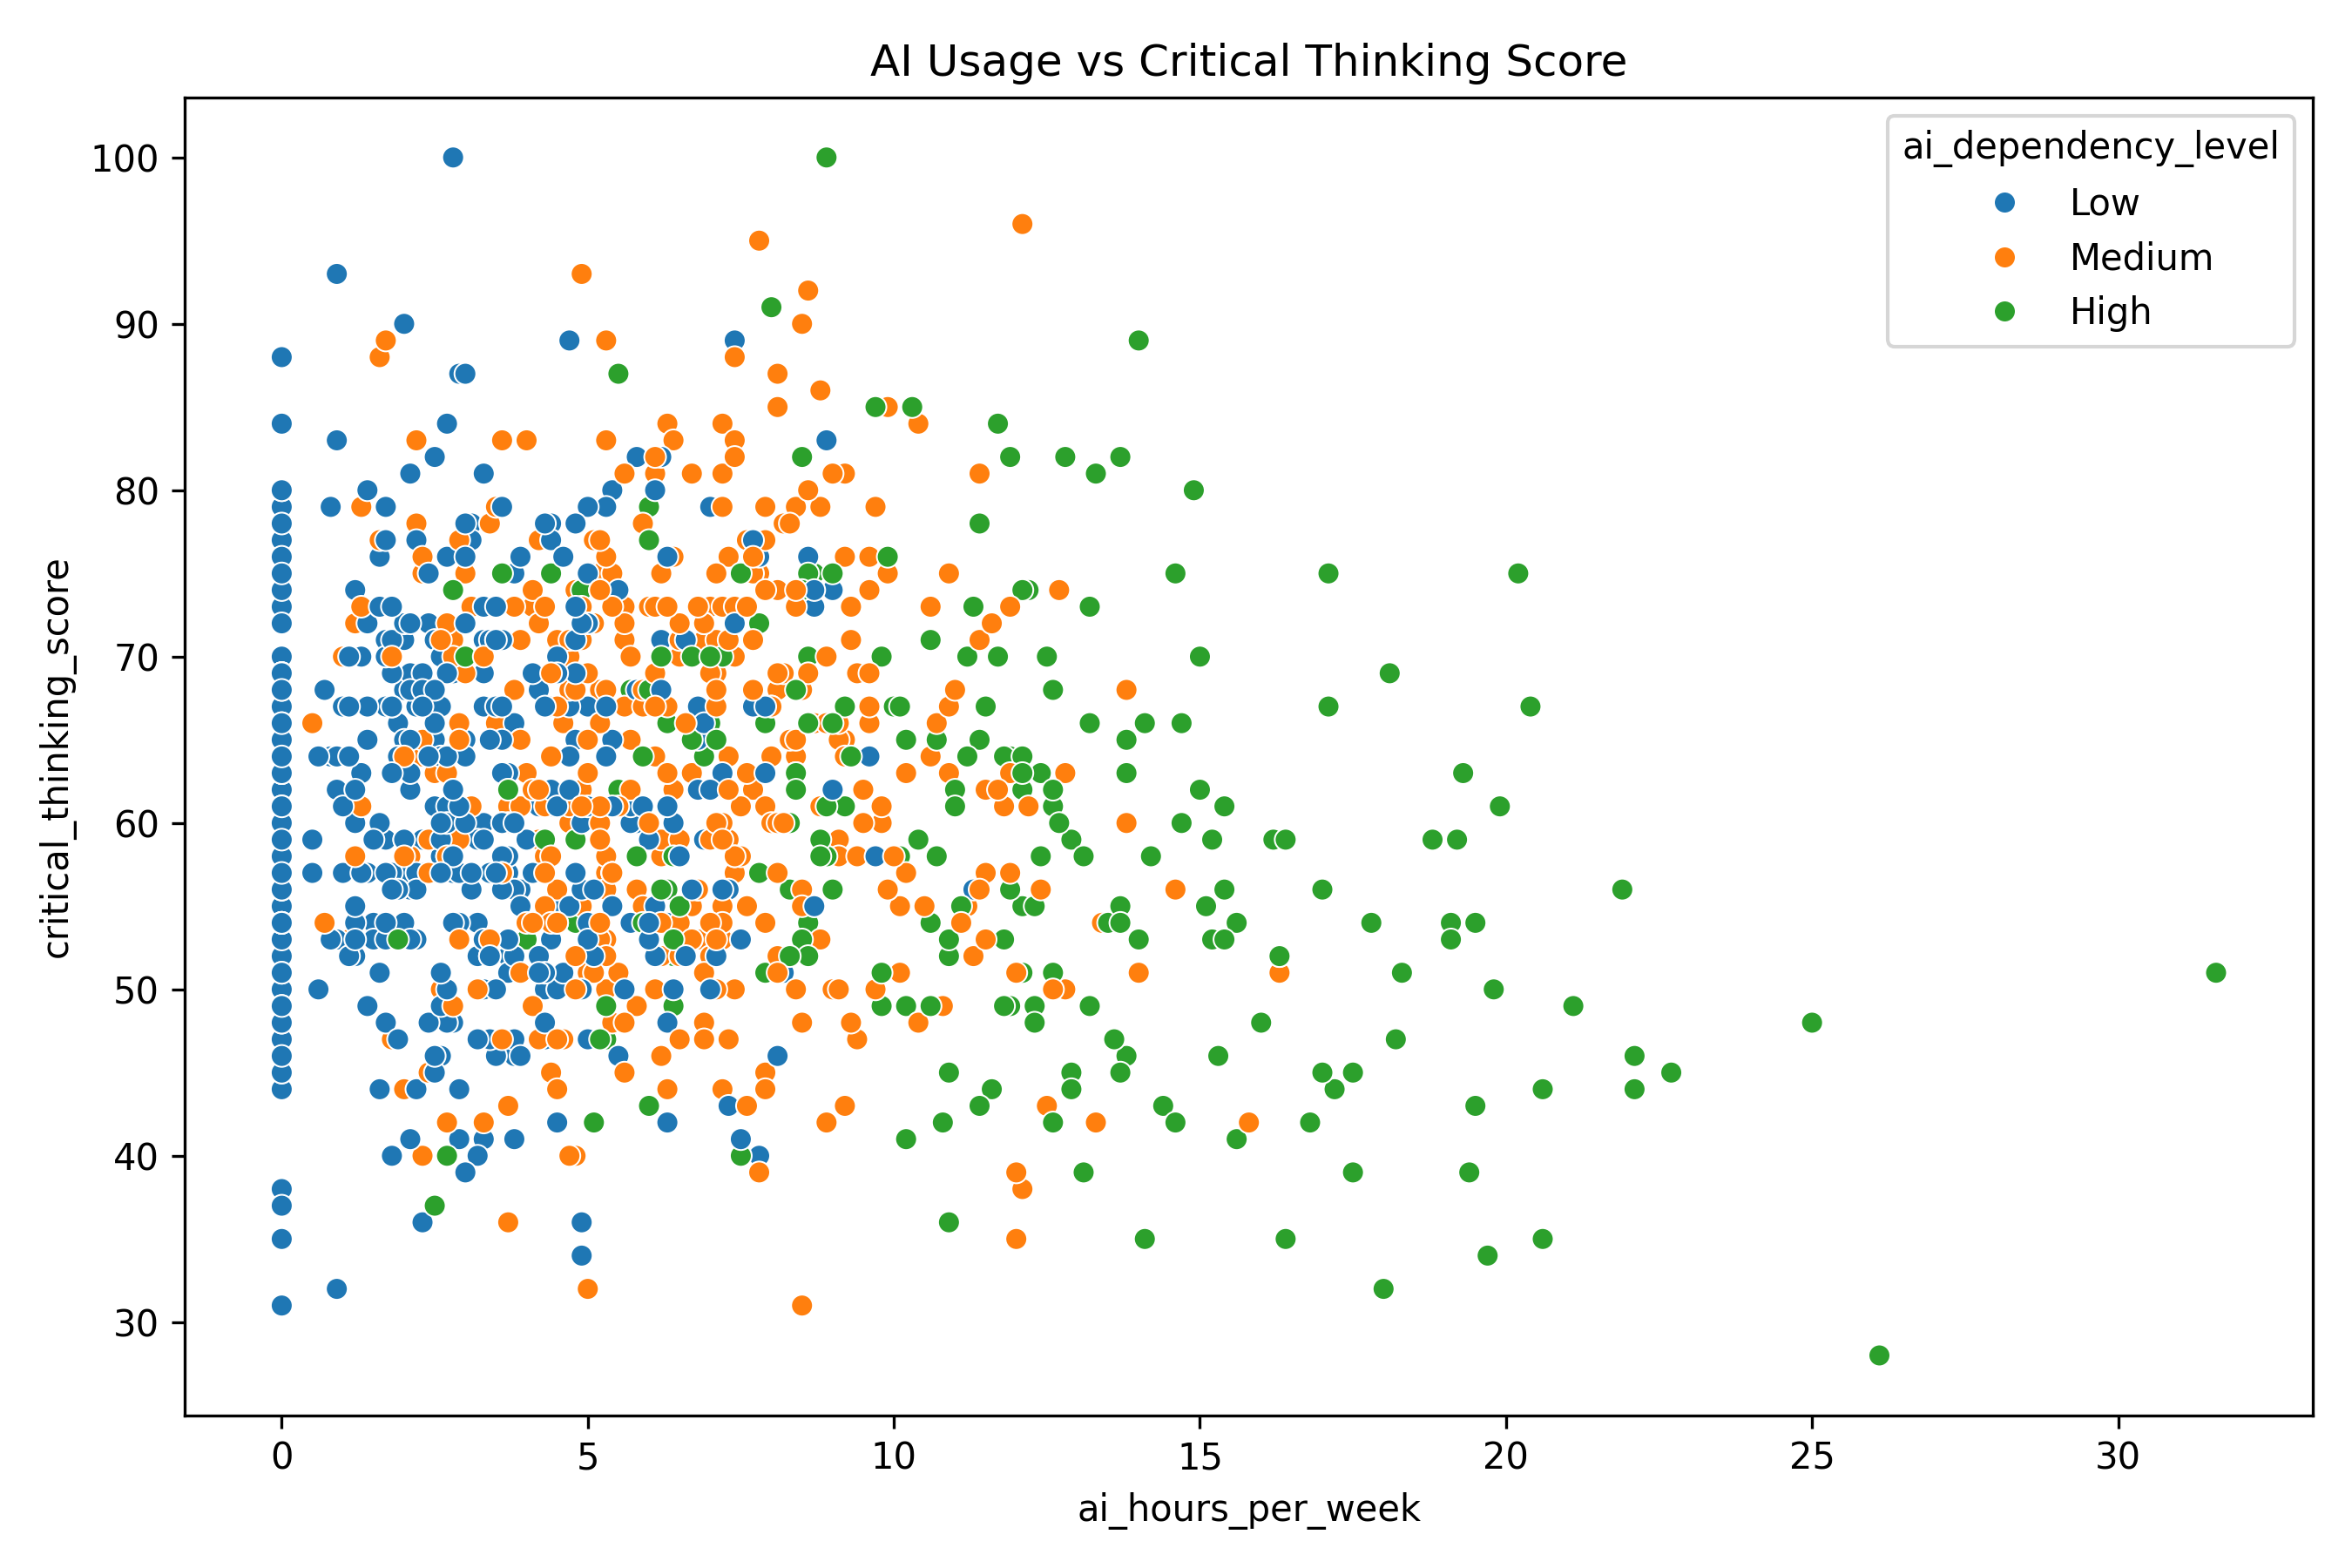 AI Usage vs Critical Thinking Score
ai_dependency_level
Low
Medium
High
critical_thinking_score
100
90
80
70
60
50
40
30
0
5
10
15
20
25
30
ai_hours_per_week